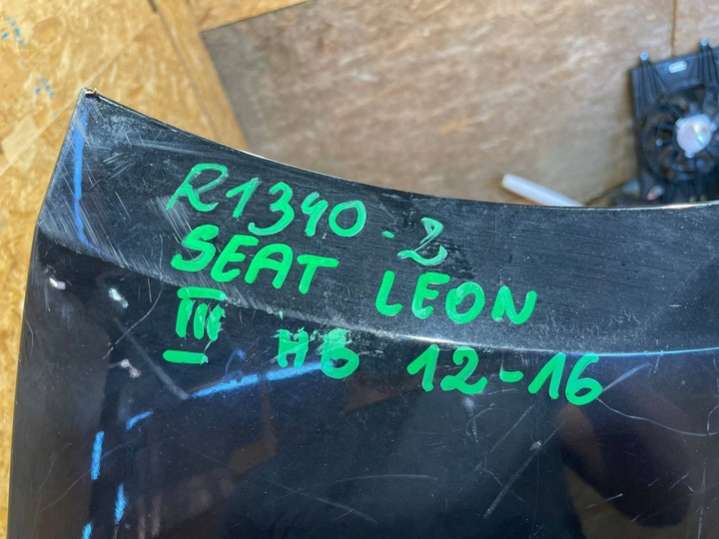 R1340-2
SEAT LEON
III HB 12-16